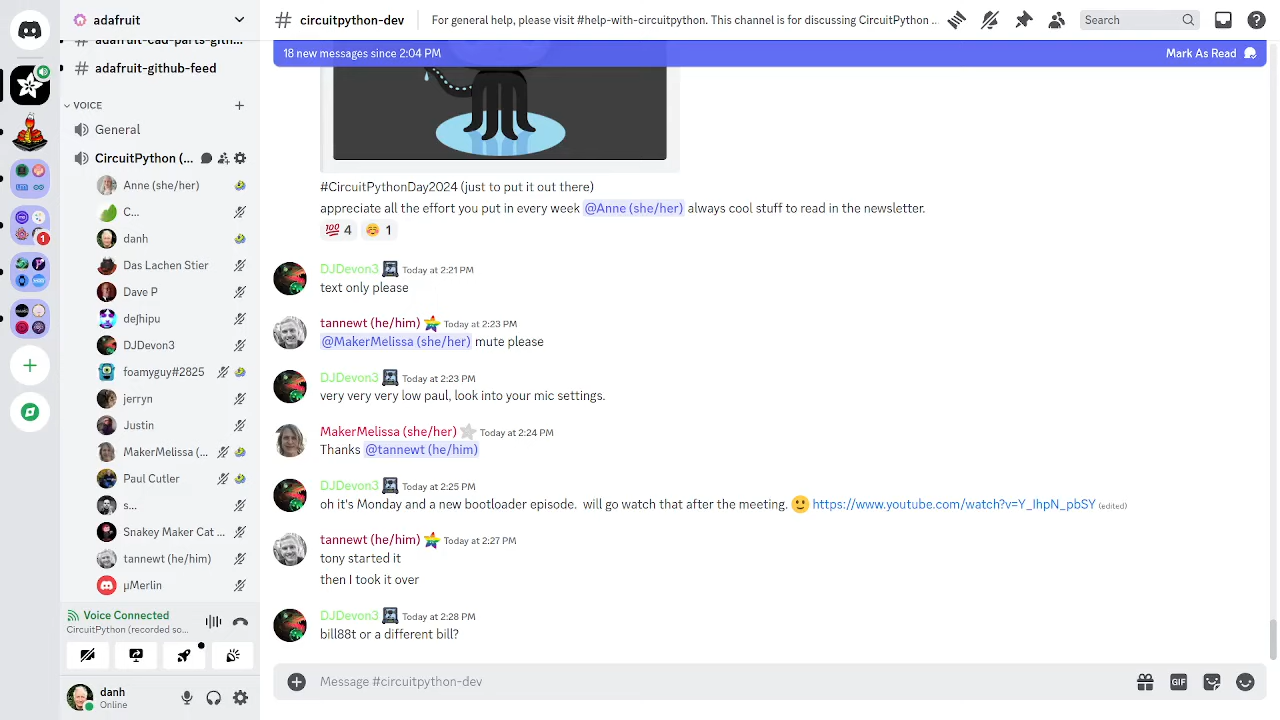 adafruit
adafruit-cad-parts-github...
# adafruit-github-feed
VOICE
General
CircuitPython (...
Anne (she/her)
C...
danh
Das Lachen Stier
Dave P
deʃhipu
DJDevon3
foamyguy#2825
jerryn
Justin
MakerMelissa (...
Paul Cutler
s...
Snakey Maker Cat ...
tannewt (he/him)
µMerlin
Voice Connected
CircuitPython (recorded so...
danh
Online
1
# circuitpython-dev
For general help, please visit #help-with-circuitpython. This channel is for discussing CircuitPython ...
Search
18 new messages since 2:04 PM
Mark As Read
#CircuitPythonDay2024 (just to put it out there)
appreciate all the effort you put in every week @Anne (she/her) always cool stuff to read in the newsletter.
💯 4 ☺️ 1
DJDevon3 Today at 2:21 PM
text only please
tannewt (he/him) Today at 2:23 PM
@MakerMelissa (she/her) mute please
DJDevon3 Today at 2:23 PM
very very very low paul, look into your mic settings.
MakerMelissa (she/her) Today at 2:24 PM
Thanks @tannewt (he/him)
DJDevon3 Today at 2:25 PM
oh it's Monday and a new bootloader episode. will go watch that after the meeting. 🙂 https://www.youtube.com/watch?v=Y_IhpN_pbSY (edited)
tannewt (he/him) Today at 2:27 PM
tony started it
then I took it over
DJDevon3 Today at 2:28 PM
bill88t or a different bill?
Message #circuitpython-dev
GIF